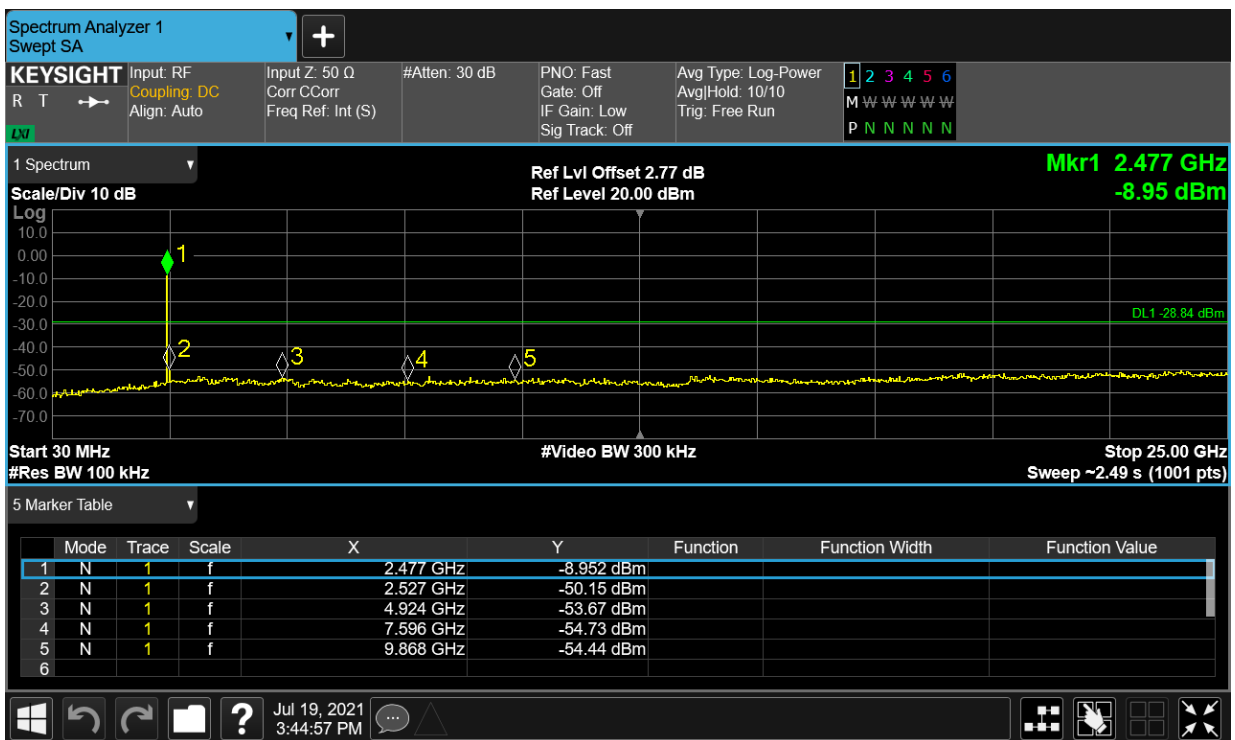 Spectrum Analyzer 1
Swept SA
KEYSIGHT
R T
LXI
Input: RF
Coupling: DC
Align: Auto
Input Z: 50 Ω
Corr CCorr
Freq Ref: Int (S)
#Atten: 30 dB
PNO: Fast
Gate: Off
IF Gain: Low
Sig Track: Off
Avg Type: Log-Power
Avg|Hold: 10/10
Trig: Free Run
1 2 3 4 5 6
M W W W W W
P N N N N N
1 Spectrum
Scale/Div 10 dB
Ref Lvl Offset 2.77 dB
Ref Level 20.00 dBm
Mkr1 2.477 GHz
-8.95 dBm
Log
10.0
0.00
-10.0
-20.0
-30.0
-40.0
-50.0
-60.0
-70.0
1
2
3
4
5
DL1 -28.84 dBm
Start 30 MHz
#Video BW 300 kHz
Stop 25.00 GHz
#Res BW 100 kHz
Sweep ~2.49 s (1001 pts)
5 Marker Table
Mode Trace Scale X Y Function Function Width Function Value
1 N 1 f 2.477 GHz -8.952 dBm
2 N 1 f 2.527 GHz -50.15 dBm
3 N 1 f 4.924 GHz -53.67 dBm
4 N 1 f 7.596 GHz -54.73 dBm
5 N 1 f 9.868 GHz -54.44 dBm
6
?
Jul 19, 2021
3:44:57 PM